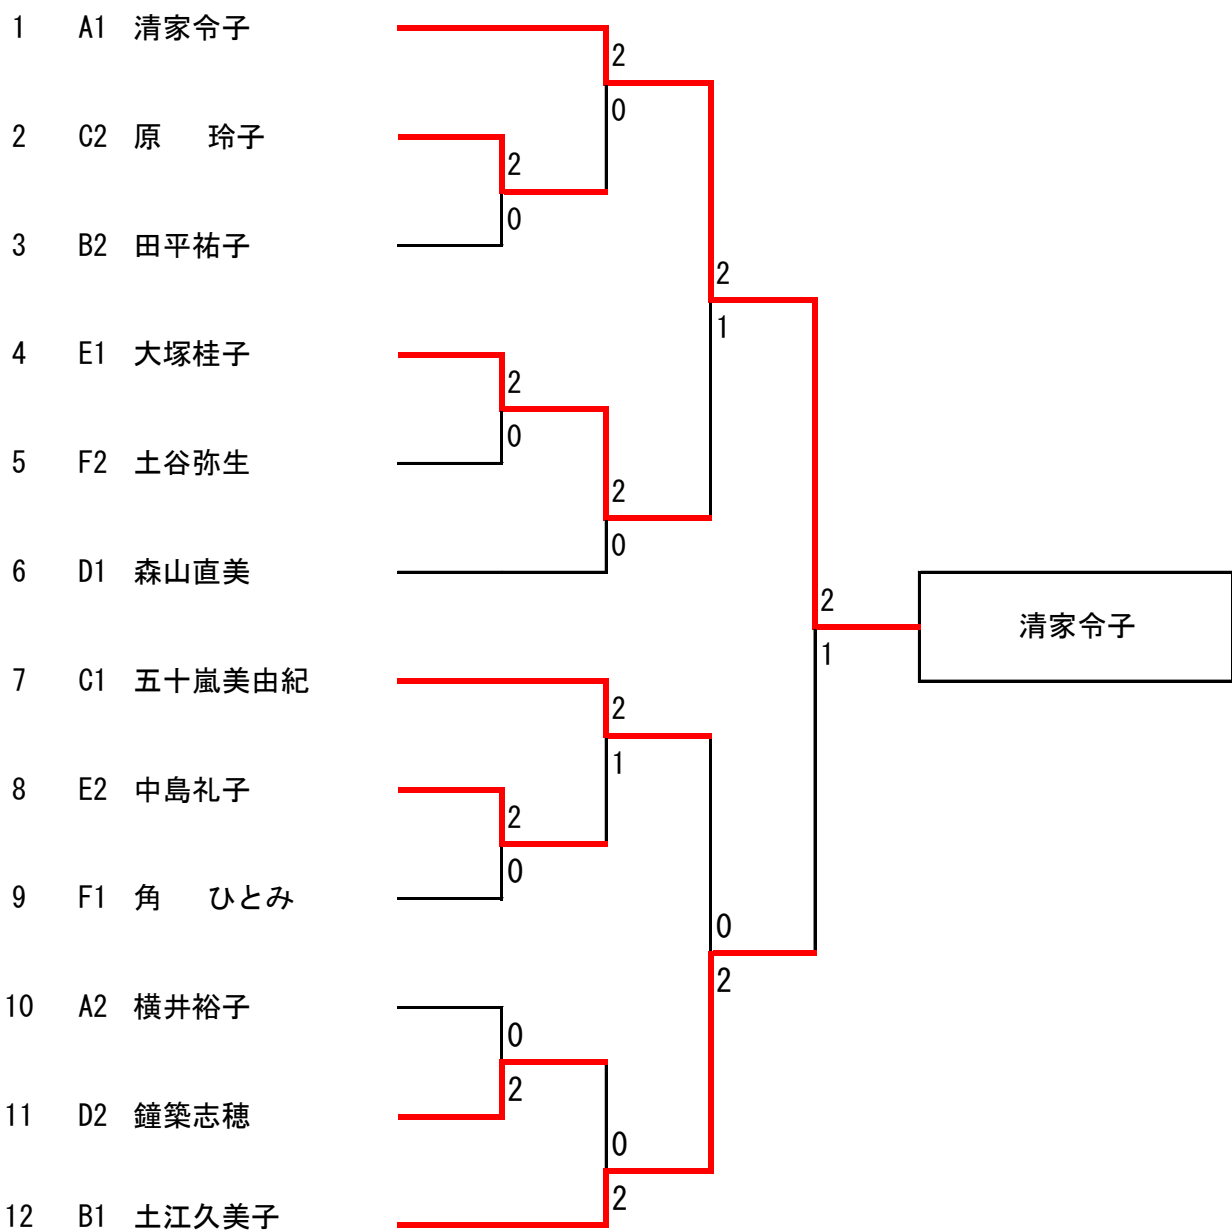 1 A1 清家令子
2
0
2 C2 原 玲子
2
0
3 B2 田平祐子
2
1
4 E1 大塚桂子
2
0
5 F2 土谷弥生
2
0
6 D1 森山直美
2
清家令子
1
7 C1 五十嵐美由紀
2
1
8 E2 中島礼子
2
0
9 F1 角 ひとみ
0
2
10 A2 横井裕子
0
2
11 D2 鐘築志穂
0
2
12 B1 土江久美子